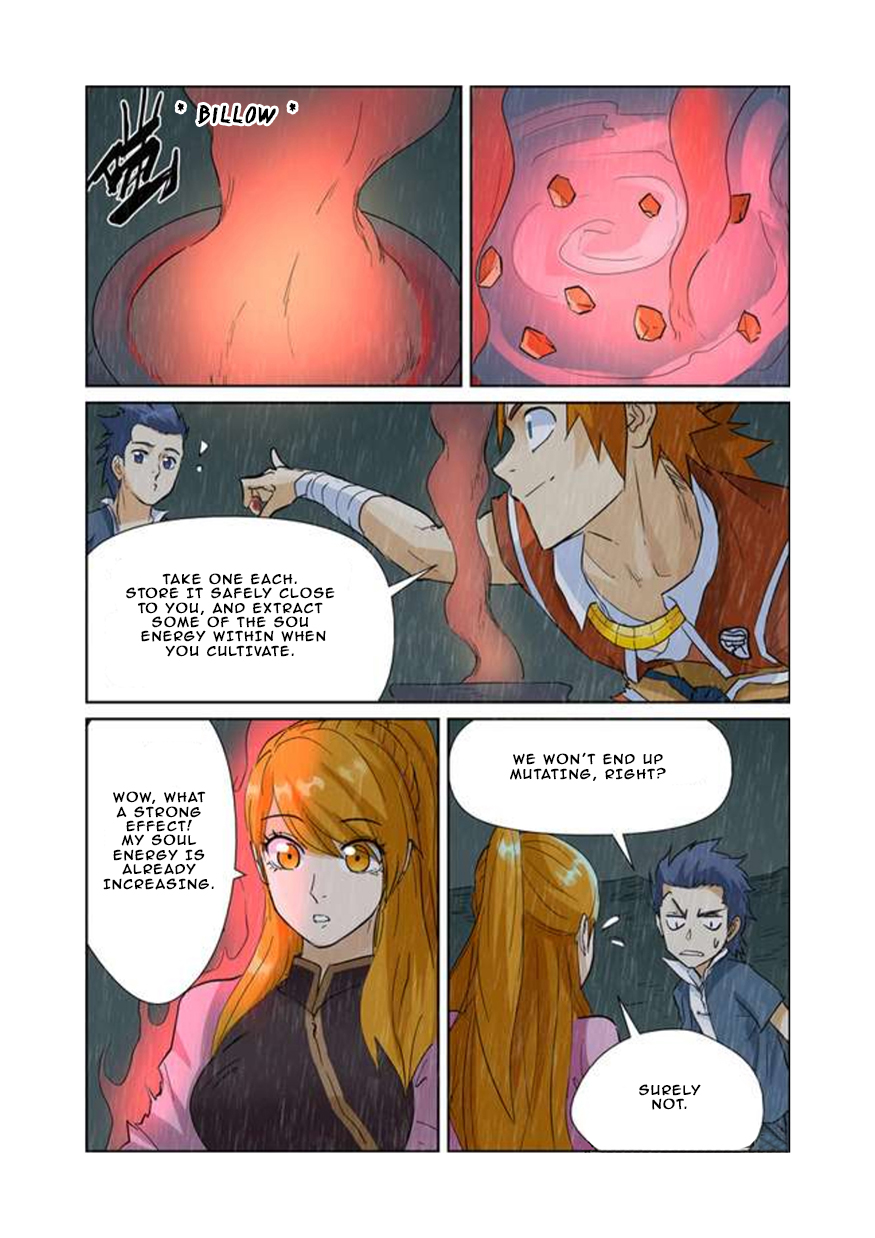 * BILLOW *
TAKE ONE EACH.
STORE IT SAFELY CLOSE
TO YOU, AND EXTRACT
SOME OF THE SOU
ENERGY WITHIN WHEN
YOU CULTIVATE.
WOW, WHAT
A STRONG
EFFECT!
MY SOUL
ENERGY IS
ALREADY
INCREASING.
WE WON'T END UP
MUTATING, RIGHT?
SURELY
NOT.